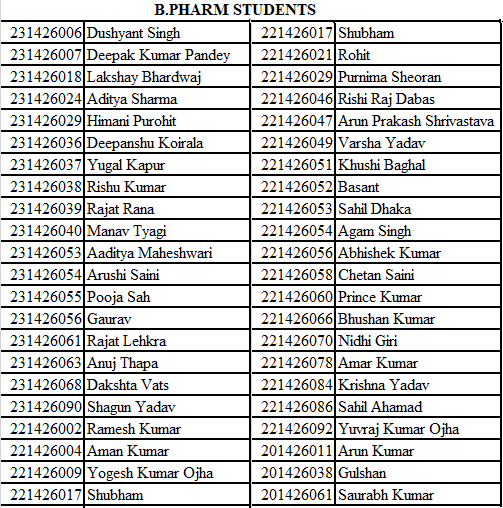 B.PHARM STUDENTS
231426006 Dushyant Singh 221426017 Shubham
231426007 Deepak Kumar Pandey 221426021 Rohit
231426018 Lakshay Bhardwaj 221426029 Purnima Sheoran
231426024 Aditya Sharma 221426046 Rishi Raj Dabas
231426029 Himani Purohit 221426047 Arun Prakash Shrivastava
231426036 Deepanshu Koirala 221426049 Varsha Yadav
231426037 Yugal Kapur 221426051 Khushi Baghal
231426038 Rishu Kumar 221426052 Basant
231426039 Rajat Rana 221426053 Sahil Dhaka
231426040 Manav Tyagi 221426054 Agam Singh
231426053 Aaditya Maheshwari 221426056 Abhishek Kumar
231426054 Arushi Saini 221426058 Chetan Saini
231426055 Pooja Sah 221426060 Prince Kumar
231426056 Gaurav 221426066 Bhushan Kumar
231426061 Rajat Lehkra 221426070 Nidhi Giri
231426063 Anuj Thapa 221426078 Amar Kumar
231426068 Dakshta Vats 221426084 Krishna Yadav
231426090 Shagun Yadav 221426086 Sahil Ahamad
221426002 Ramesh Kumar 221426092 Yuvraj Kumar Ojha
221426004 Aman Kumar 201426011 Arun Kumar
221426009 Yogesh Kumar Ojha 201426038 Gulshan
221426017 Shubham 201426061 Saurabh Kumar